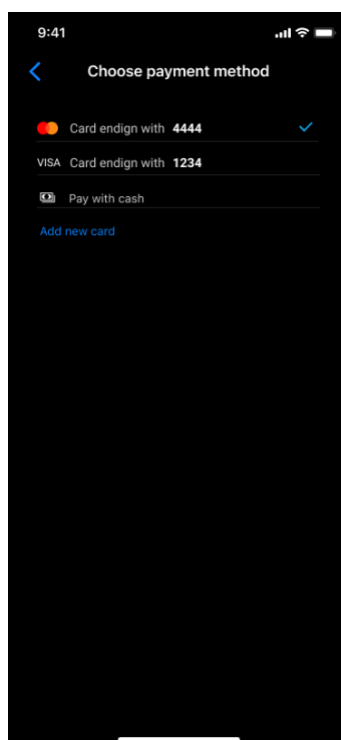 9:41
Choose payment method
Card endign with 4444
VISA Card endign with 1234
Pay with cash
Add new card